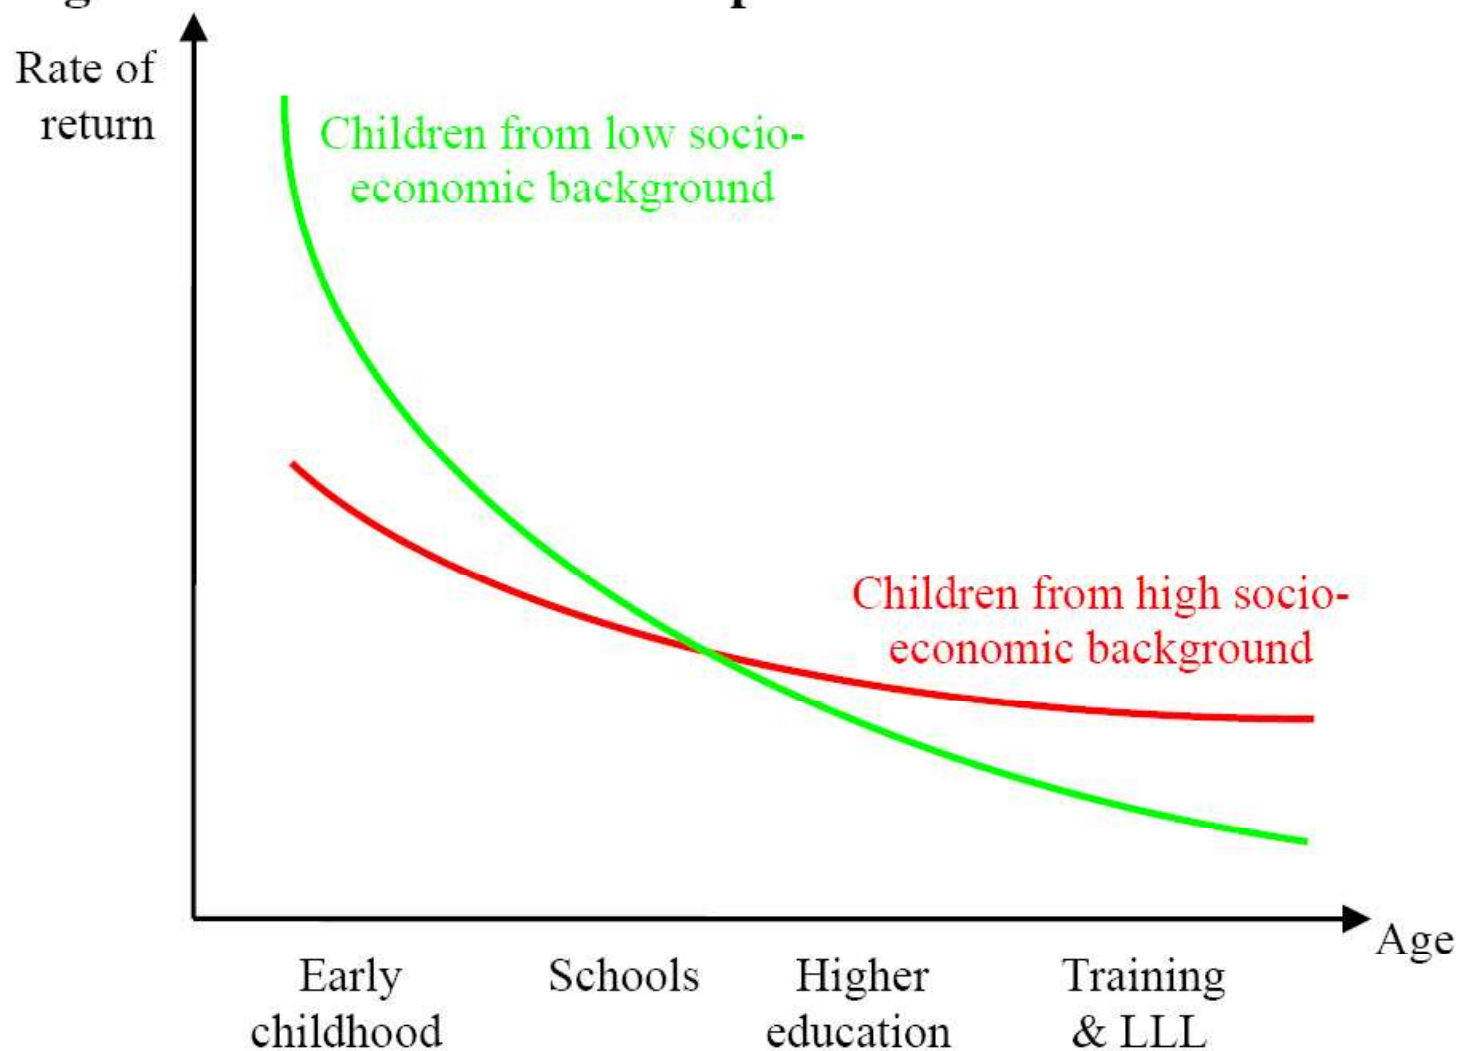 Rate of
return
Children from low socio-
economic background
Children from high socio-
economic background
Age
Early
childhood
Schools
Higher
education
Training
& LLL